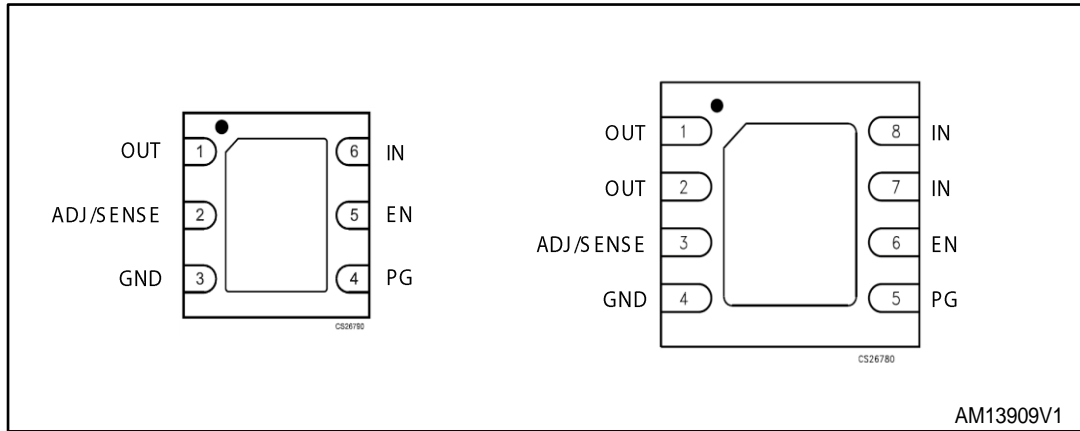 OUT 1 6 IN
ADJ/SENSE 2 5 EN
GND 3 4 PG
CS26790
OUT 1 8 IN
OUT 2 7 IN
ADJ/SENSE 3 6 EN
GND 4 5 PG
CS26780
AM13909V1